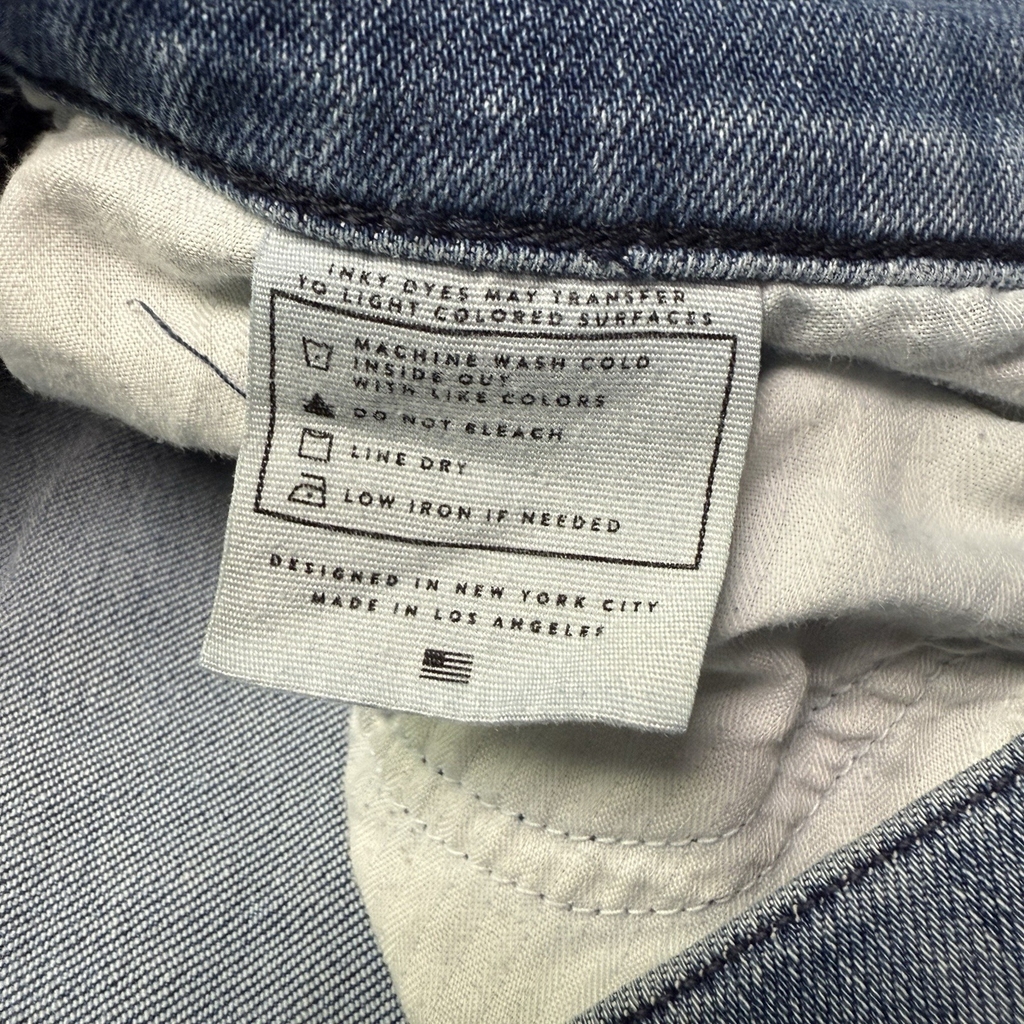 INKY DYES MAY TRANSFER
TO LIGHT COLORED SURFACES
MACHINE WASH COLD
INSIDE OUT
WITH LIKE COLORS
DO NOT BLEACH
LINE DRY
LOW IRON IF NEEDED
DESIGNED IN NEW YORK CITY
MADE IN LOS ANGELES